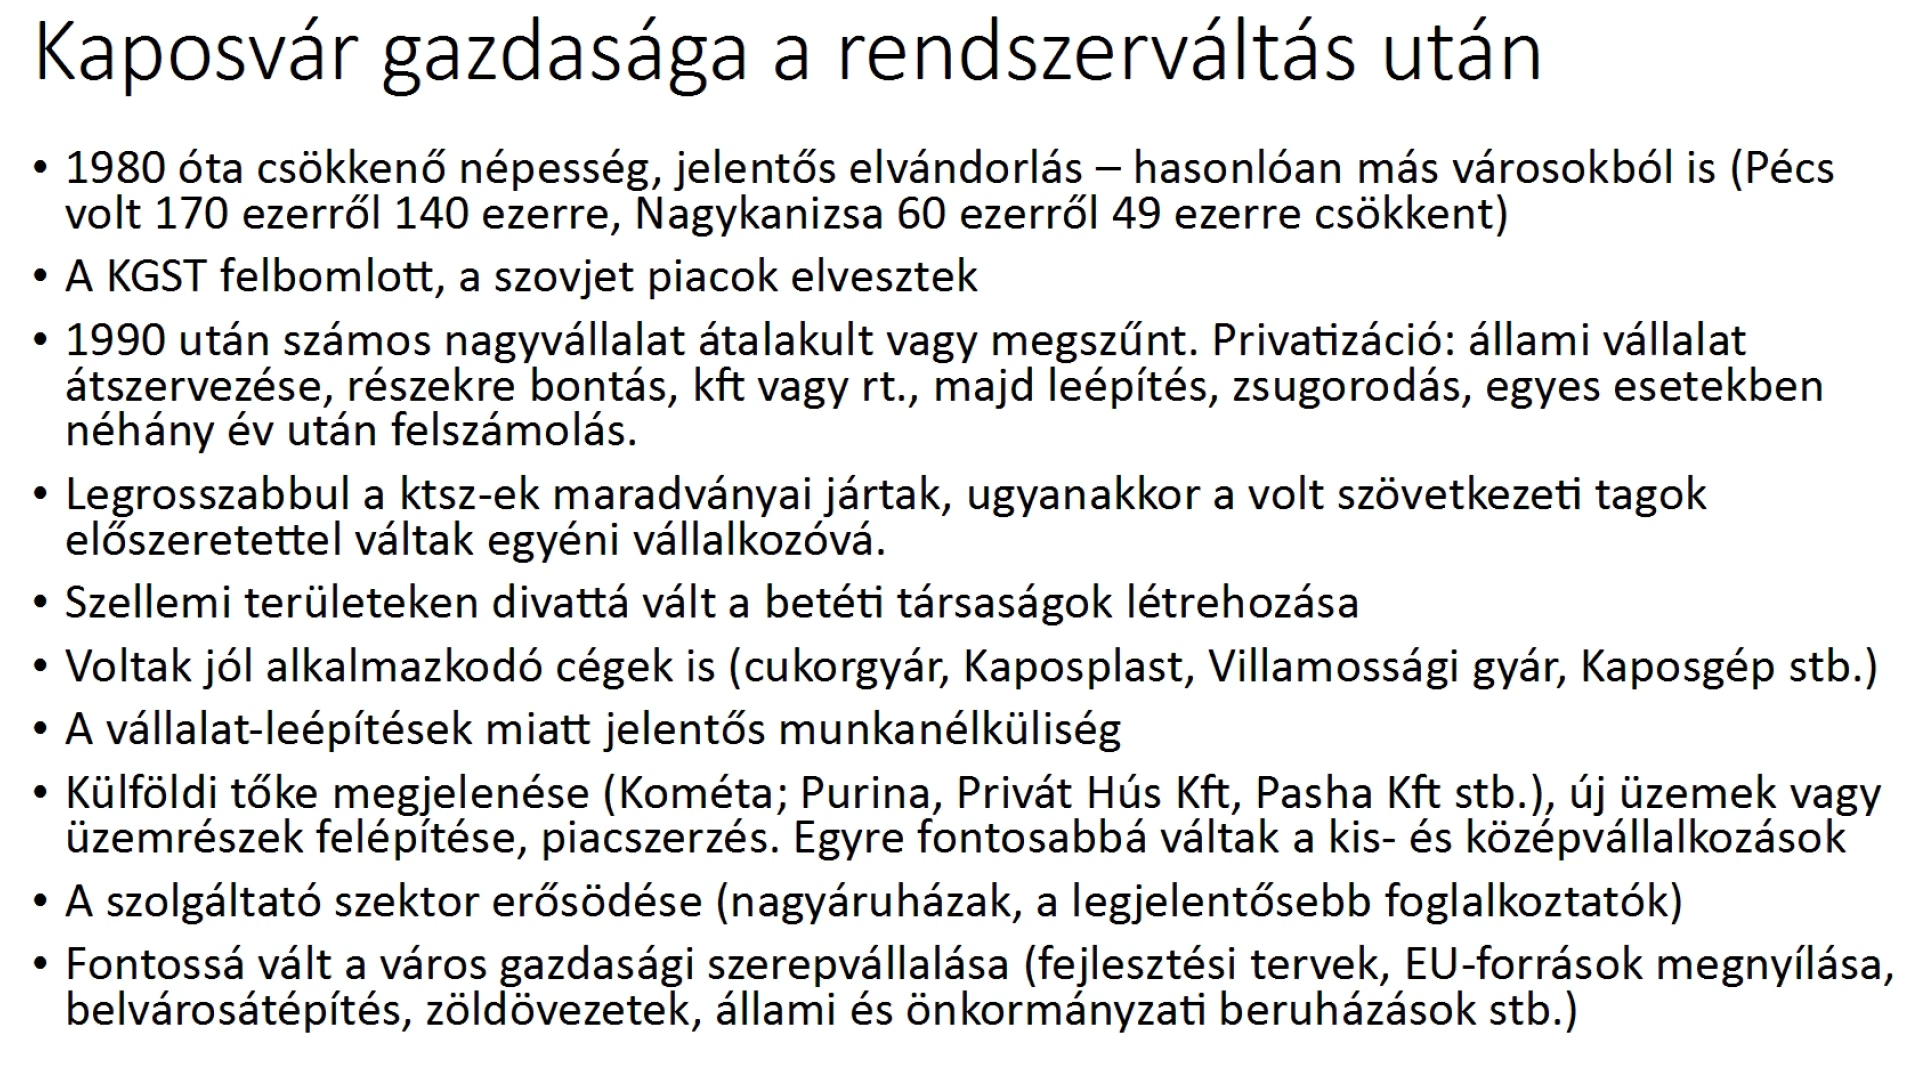 Kaposvár gazdasága a rendszerváltás után
• 1980 óta csökkenő népesség, jelentős elvándorlás – hasonlóan más városokból is (Pécs
volt 170 ezerről 140 ezerre, Nagykanizsa 60 ezerről 49 ezerre csökkent)
• A KGST felbomlott, a szovjet piacok elvesztek
• 1990 után számos nagyvállalat átalakult vagy megszűnt. Privatizáció: állami vállalat
átszervezése, részekre bontás, kft vagy rt., majd leépítés, zsugorodás, egyes esetekben
néhány év után felszámolás.
• Legrosszabbul a ktsz-ek maradványai jártak, ugyanakkor a volt szövetkezeti tagok
előszeretettel váltak egyéni vállalkozóvá.
• Szellemi területeken divattá vált a betéti társaságok létrehozása
• Voltak jól alkalmazkodó cégek is (cukorgyár, Kaposplast, Villamossági gyár, Kaposgép stb.)
• A vállalat-leépítések miatt jelentős munkanélküliség
• Külföldi tőke megjelenése (Kométa; Purina, Privát Hús Kft, Pasha Kft stb.), új üzemek vagy
üzemrészek felépítése, piacszerzés. Egyre fontosabbá váltak a kis- és középvállalkozások
• A szolgáltató szektor erősödése (nagyáruházak, a legjelentősebb foglalkoztatók)
• Fontossá vált a város gazdasági szerepvállalása (fejlesztési tervek, EU-források megnyílása,
belvárosátépítés, zöldövezetek, állami és önkormányzati beruházások stb.)